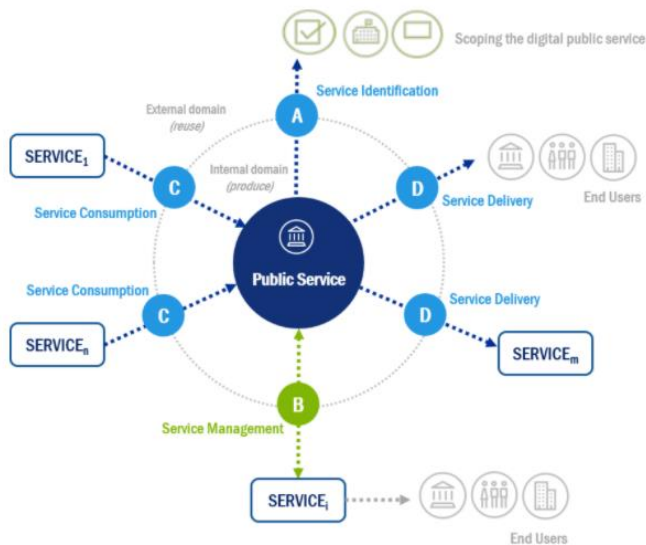 Scoping the digital public service
A
Service Identification
External domain
(reuse)
Internal domain
(produce)
SERVICE1
C
Service Consumption
D
Service Delivery
End Users
Public Service
Service Consumption
C
SERVICEn
Service Delivery
D
SERVICEm
B
Service Management
SERVICEi
End Users